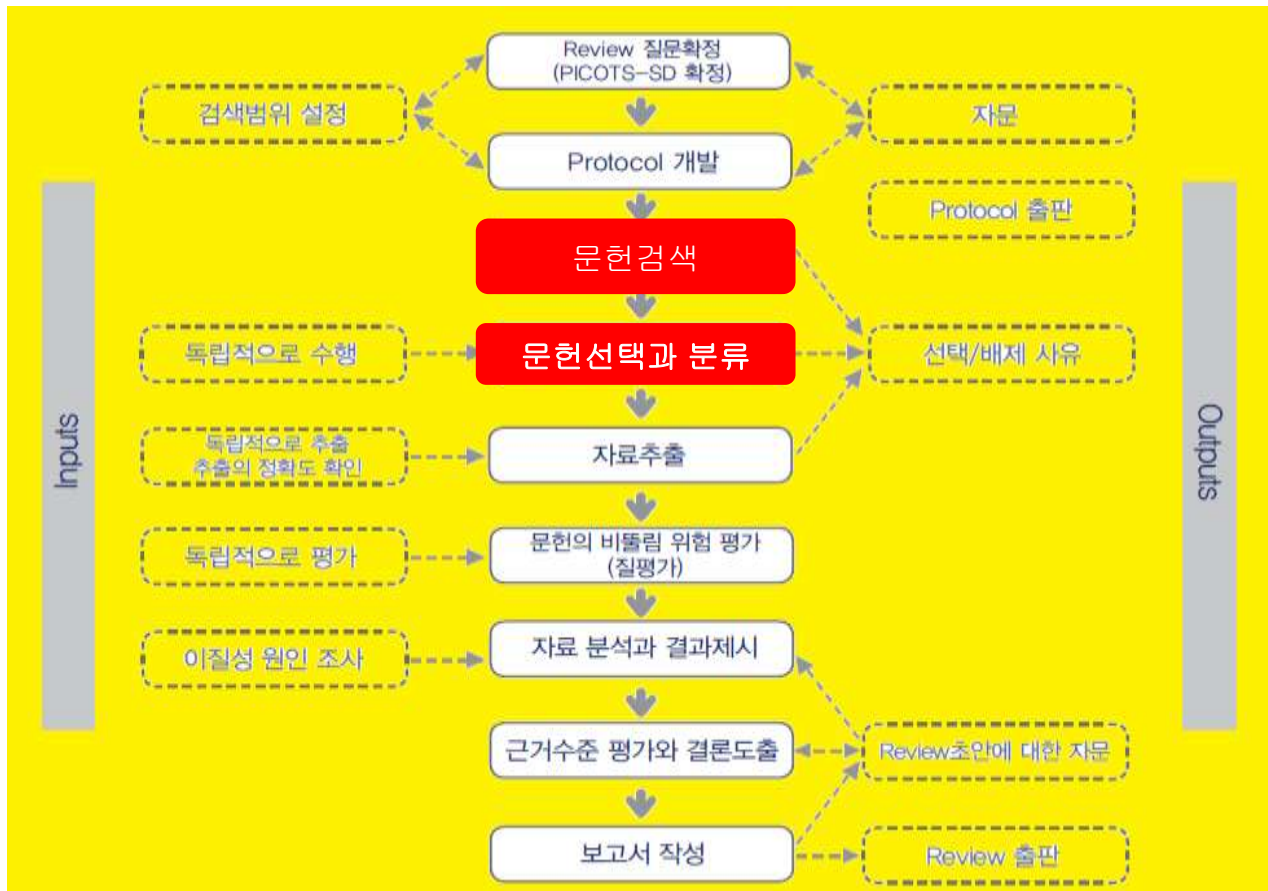 Review 질문확정
(PICOTS-SD 확정)
검색범위 설정
자문
Protocol 개발
Protocol 출판
문헌검색
독립적으로 수행
문헌선택과 분류
선택/배제 사유
Inputs
Outputs
독립적으로 추출
추출의 정확도 확인
자료추출
독립적으로 평가
문헌의 비뚤림 위험 평가
(질평가)
이질성 원인 조사
자료 분석과 결과제시
근거수준 평가와 결론도출
Review초안에 대한 자문
보고서 작성
Review 출판